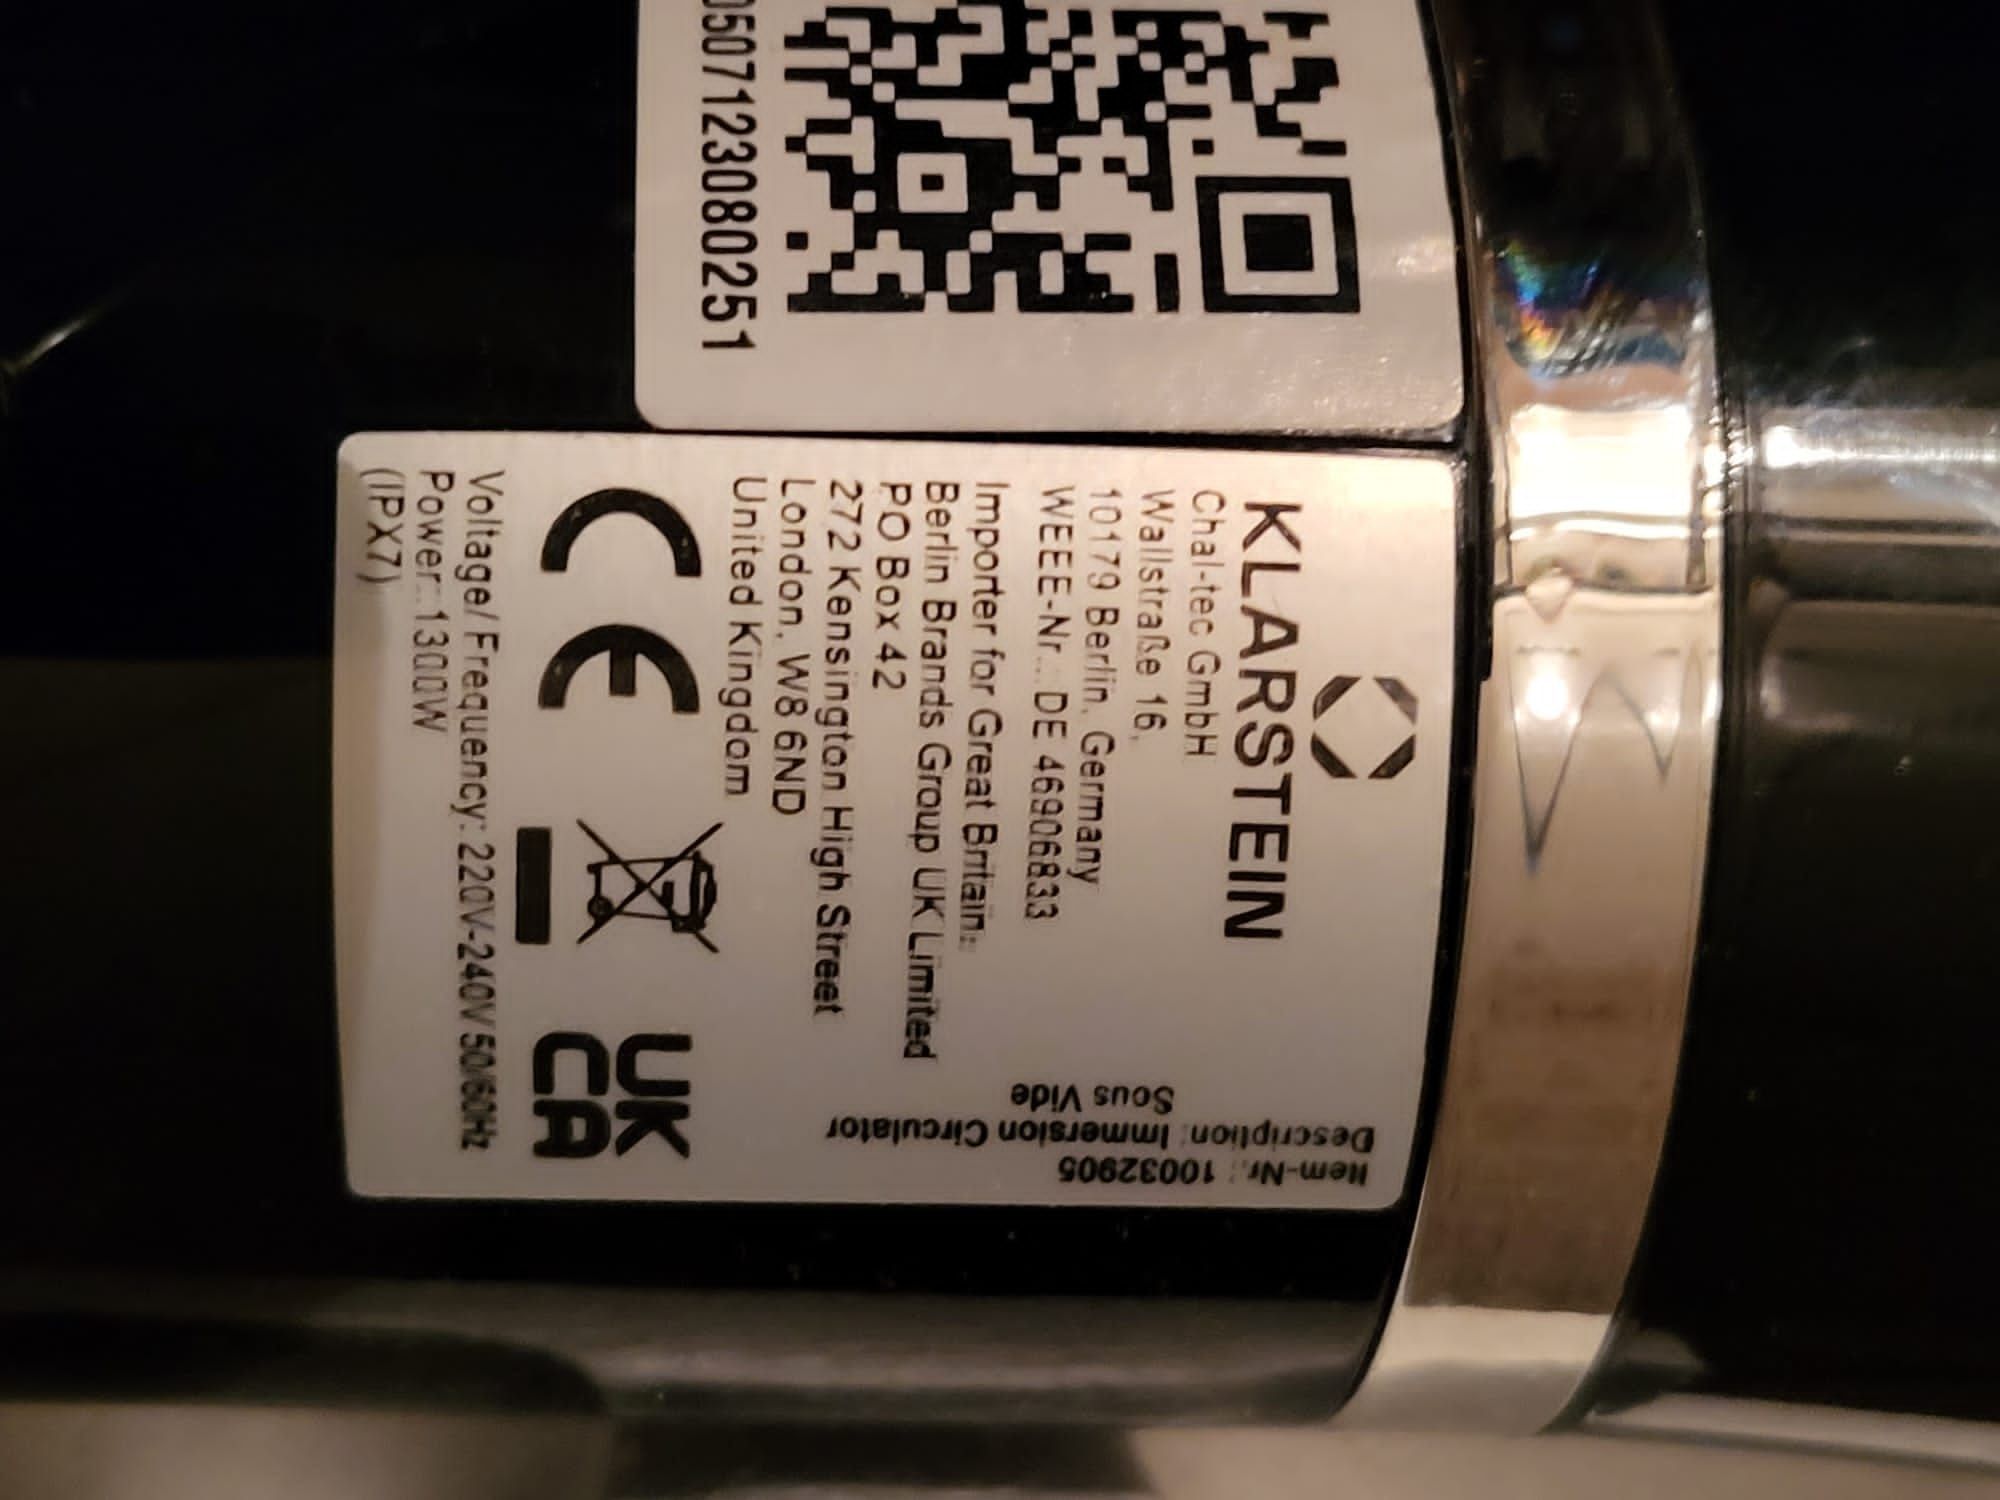 0507123080251
KLARSTEIN
Chal-tec GmbH
Wallstraße 16,
10179 Berlin, Germany
WEEE-Nr.: DE 46906833
Importer for Great Britain:
Berlin Brands Group UK Limited
PO Box 42
272 Kensington High Street
London, W8 6ND
United Kingdom
CE
UK
CA
Voltage/ Frequency: 220V-240V 50/60Hz
Power: 1300W
(IPX7)
Item-Nr.: 10032905
Description: Immersion Circulator
Sous Vide